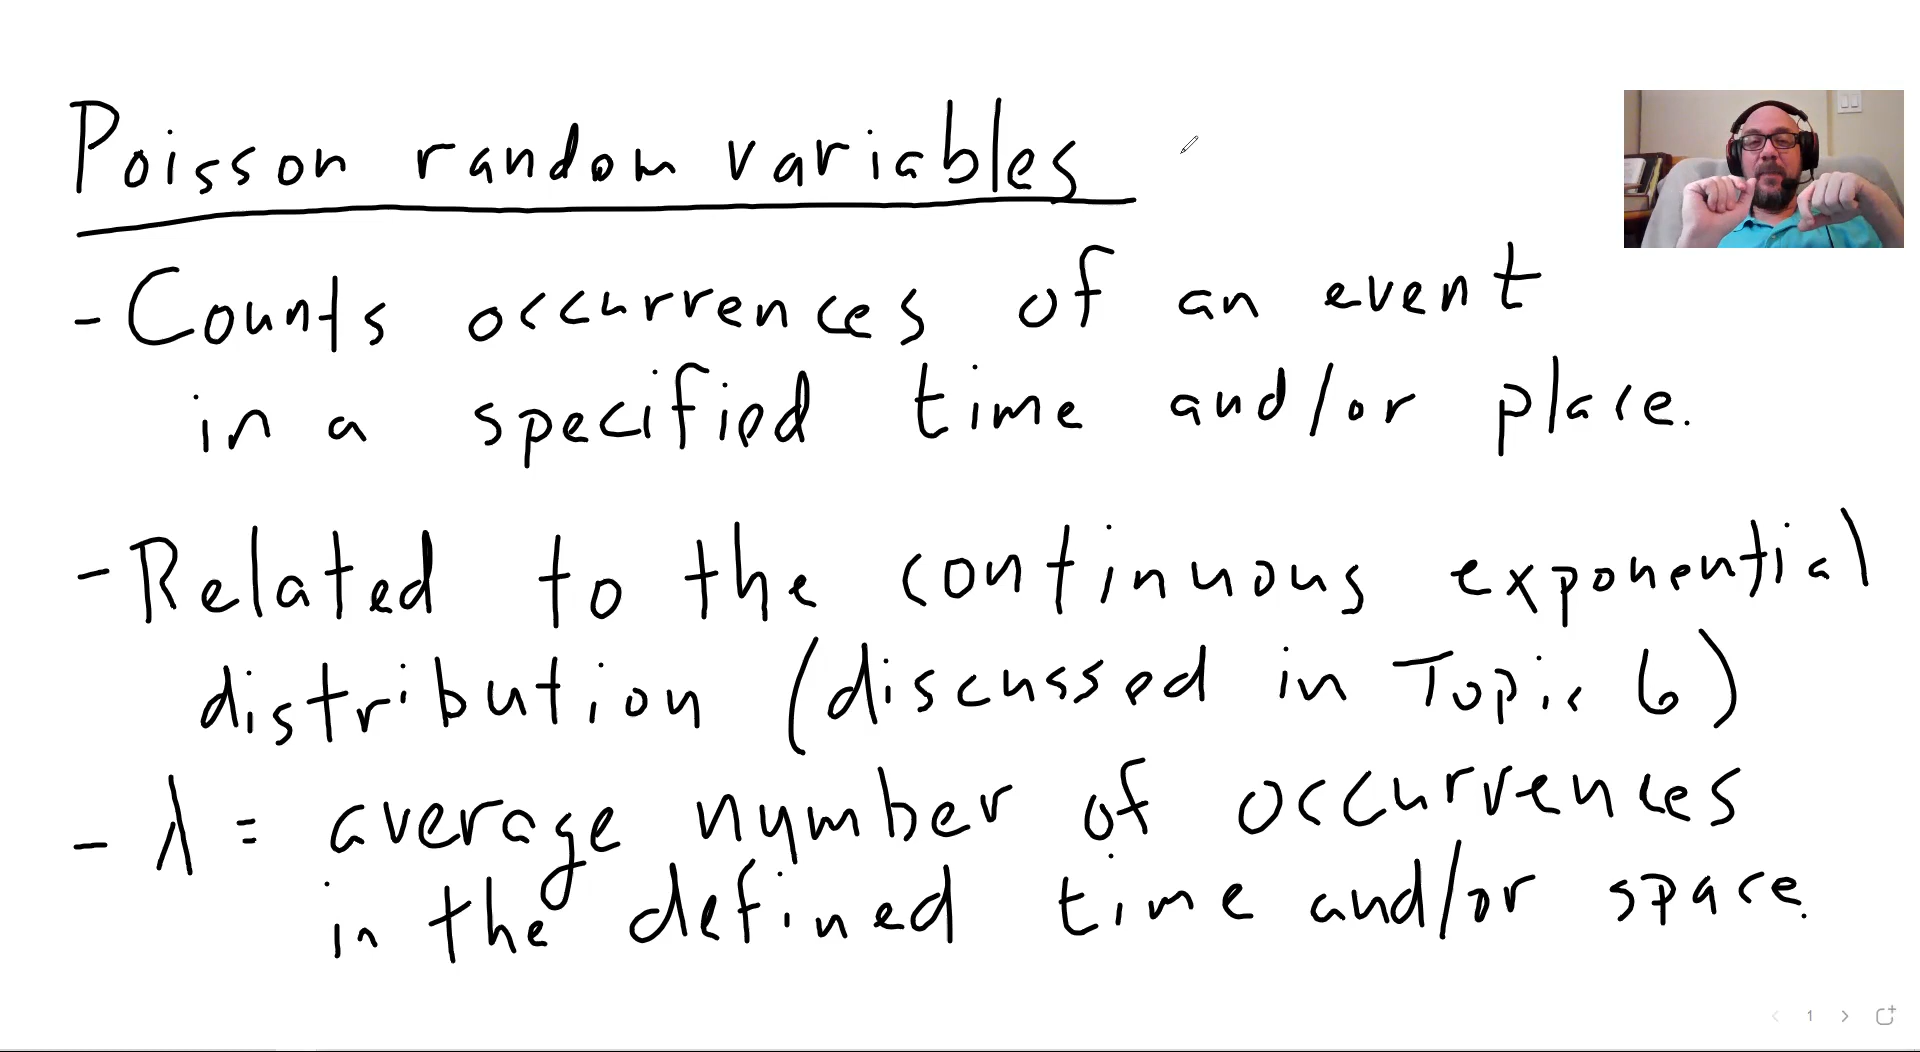 Poisson random variables
- Counts occurrences of an event
in a specified time and/or place.
- Related to the continuous exponential
distribution (discussed in Topic 6)
- λ = average nymber of occurrences
in the defined time and/or space.
1